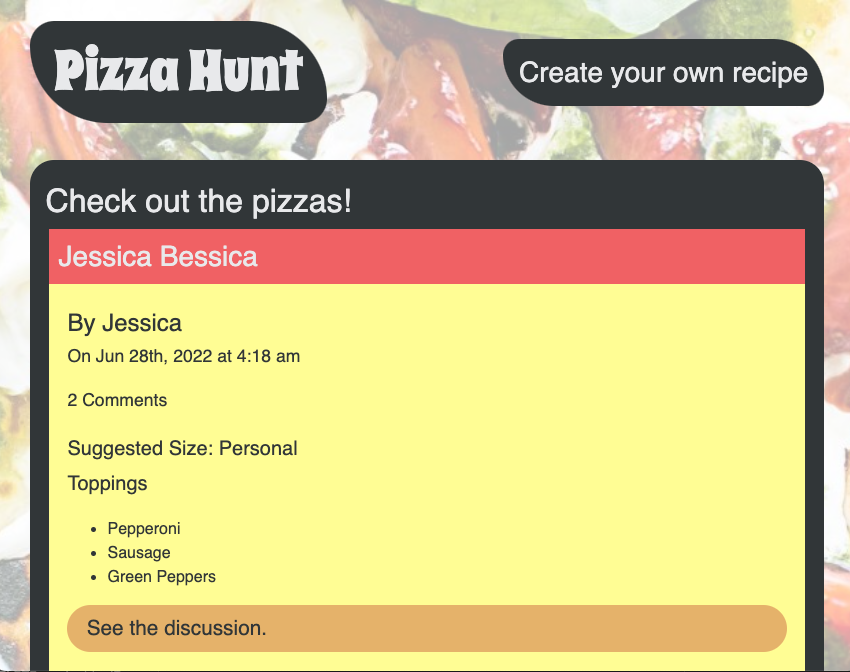 Pizza Hunt
Create your own recipe
Check out the pizzas!
Jessica Bessica
By Jessica
On Jun 28th, 2022 at 4:18 am
2 Comments
Suggested Size: Personal
Toppings
• Pepperoni
• Sausage
• Green Peppers
See the discussion.